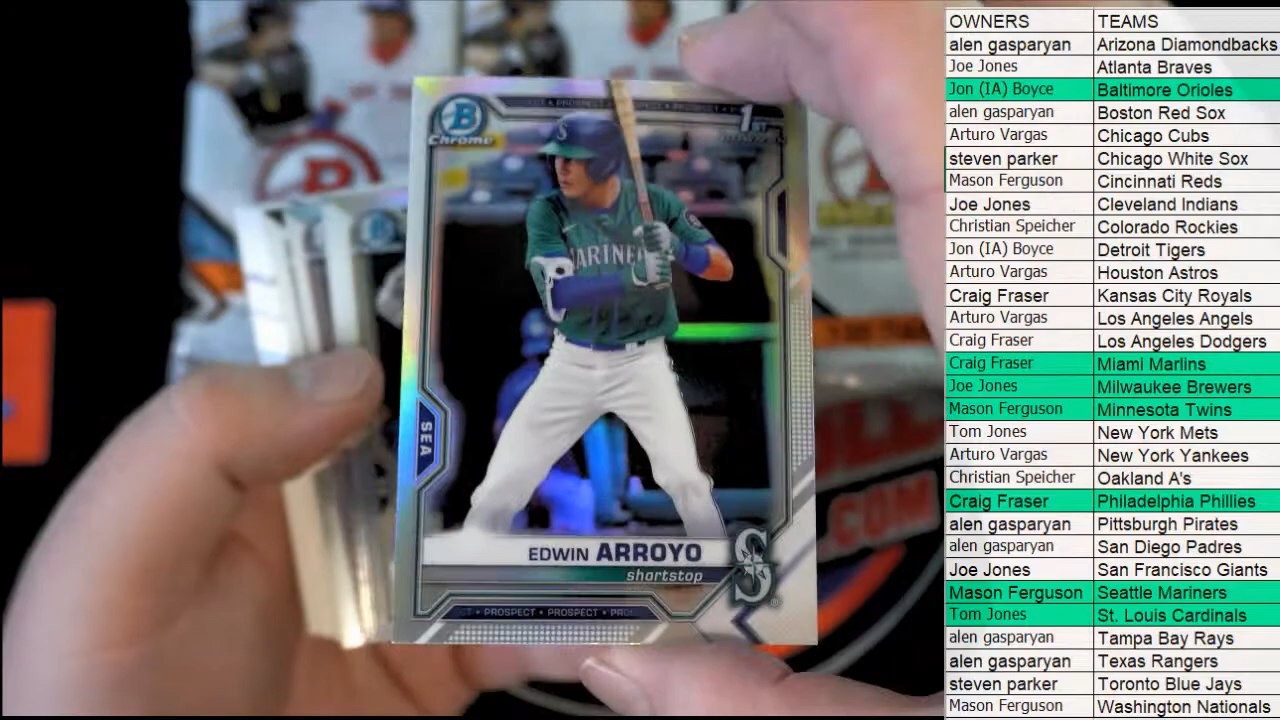 Chrome
1ST
PROSPECT
MARINE
SEA
EDWIN ARROYO
shortstop
PROSPECT • PROSPECT • PRO
.COM
OWNERS TEAMS
alen gasparyan Arizona Diamondbacks
Joe Jones Atlanta Braves
Jon (IA) Boyce Baltimore Orioles
alen gasparyan Boston Red Sox
Arturo Vargas Chicago Cubs
steven parker Chicago White Sox
Mason Ferguson Cincinnati Reds
Joe Jones Cleveland Indians
Christian Speicher Colorado Rockies
Jon (IA) Boyce Detroit Tigers
Arturo Vargas Houston Astros
Craig Fraser Kansas City Royals
Arturo Vargas Los Angeles Angels
Craig Fraser Los Angeles Dodgers
Craig Fraser Miami Marlins
Joe Jones Milwaukee Brewers
Mason Ferguson Minnesota Twins
Tom Jones New York Mets
Arturo Vargas New York Yankees
Christian Speicher Oakland A's
Craig Fraser Philadelphia Phillies
alen gasparyan Pittsburgh Pirates
alen gasparyan San Diego Padres
Joe Jones San Francisco Giants
Mason Ferguson Seattle Mariners
Tom Jones St. Louis Cardinals
alen gasparyan Tampa Bay Rays
alen gasparyan Texas Rangers
steven parker Toronto Blue Jays
Mason Ferguson Washington Nationals